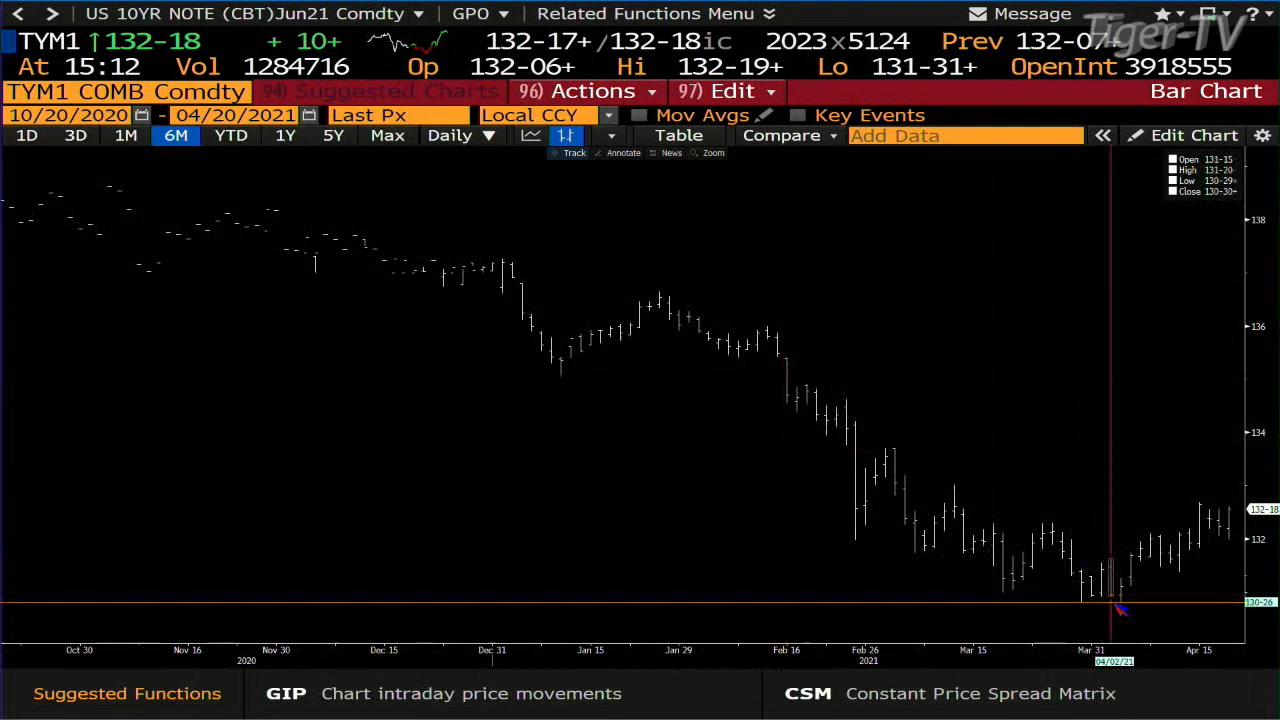 US 10YR NOTE (CBT)Jun21 Comdty GPO Related Functions Menu Message ?
Tiger-TV
TYM1 ↑132-18 + 10+ 132-17+/132-18ic 2023x5124 Prev 132-07+
At 15:12 Vol 1284716 Op 132-06+ Hi 132-19+ Lo 131-31+ OpenInt 3918555
TYM1 COMB Comdty 94) Suggested Charts 96) Actions 97) Edit Bar Chart
10/20/2020 - 04/20/2021 Last Px Local CCY Mov Avgs Key Events
1D 3D 1M 6M YTD 1Y 5Y Max Daily ▼ Table Compare Add Data « Edit Chart
Track Annotate News Zoom
Open 131-15
High 131-20
Low 130-29+
Close 130-30+
138
136
134
132-18
132
130-26
Oct 30 Nov 16 Nov 30 Dec 15 Dec 31 Jan 15 Jan 29 Feb 16 Feb 26 Mar 15 Mar 31 Apr 15
2020 2021 04/02/21
Suggested Functions GIP Chart intraday price movements CSM Constant Price Spread Matrix